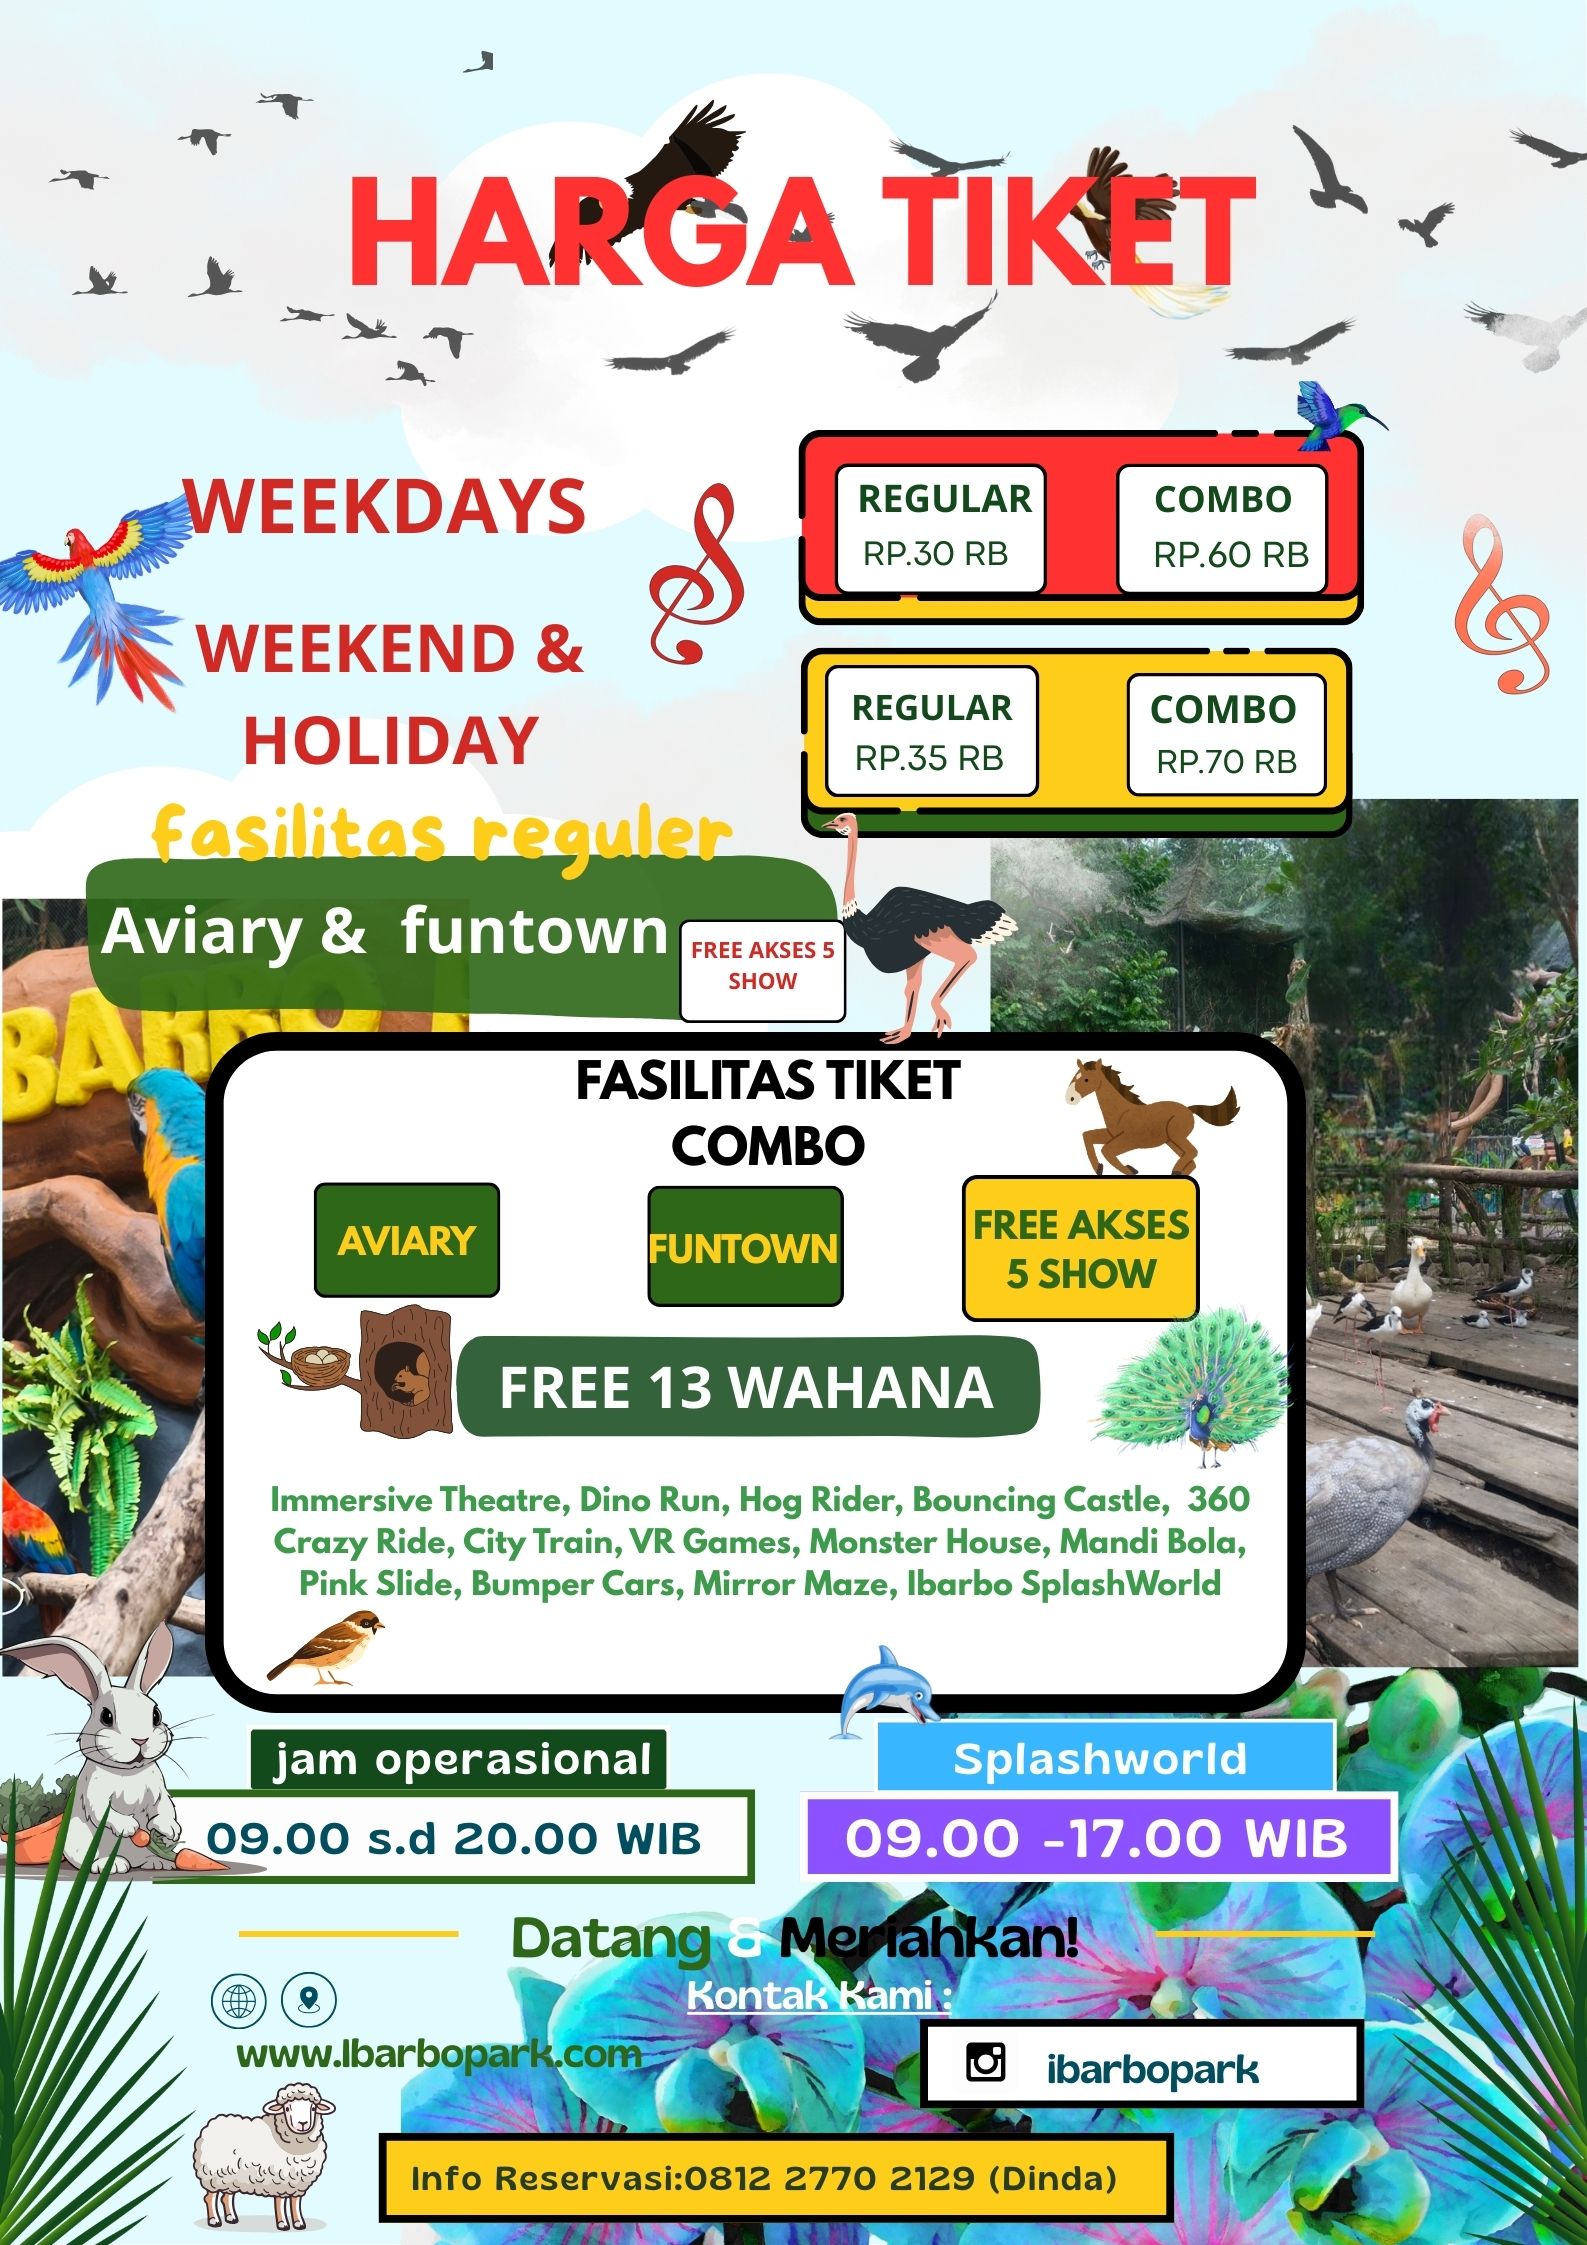 HARGA TIKET
WEEKDAYS
REGULAR
RP.30 RB
COMBO
RP.60 RB
WEEKEND &
HOLIDAY
REGULAR
RP.35 RB
COMBO
RP.70 RB
fasilitas reguler
Aviary & funtown
FREE AKSES 5
SHOW
FASILITAS TIKET
COMBO
AVIARY
FUNTOWN
FREE AKSES
5 SHOW
FREE 13 WAHANA
Immersive Theatre, Dino Run, Hog Rider, Bouncing Castle, 360
Crazy Ride, City Train, VR Games, Monster House, Mandi Bola,
Pink Slide, Bumper Cars, Mirror Maze, Ibarbo SplashWorld
jam operasional
09.00 s.d 20.00 WIB
Splashworld
09.00 -17.00 WIB
Datang & Meriahkan!
Kontak Kami :
www.Ibarbopark.com
ibarbopark
Info Reservasi:0812 2770 2129 (Dinda)